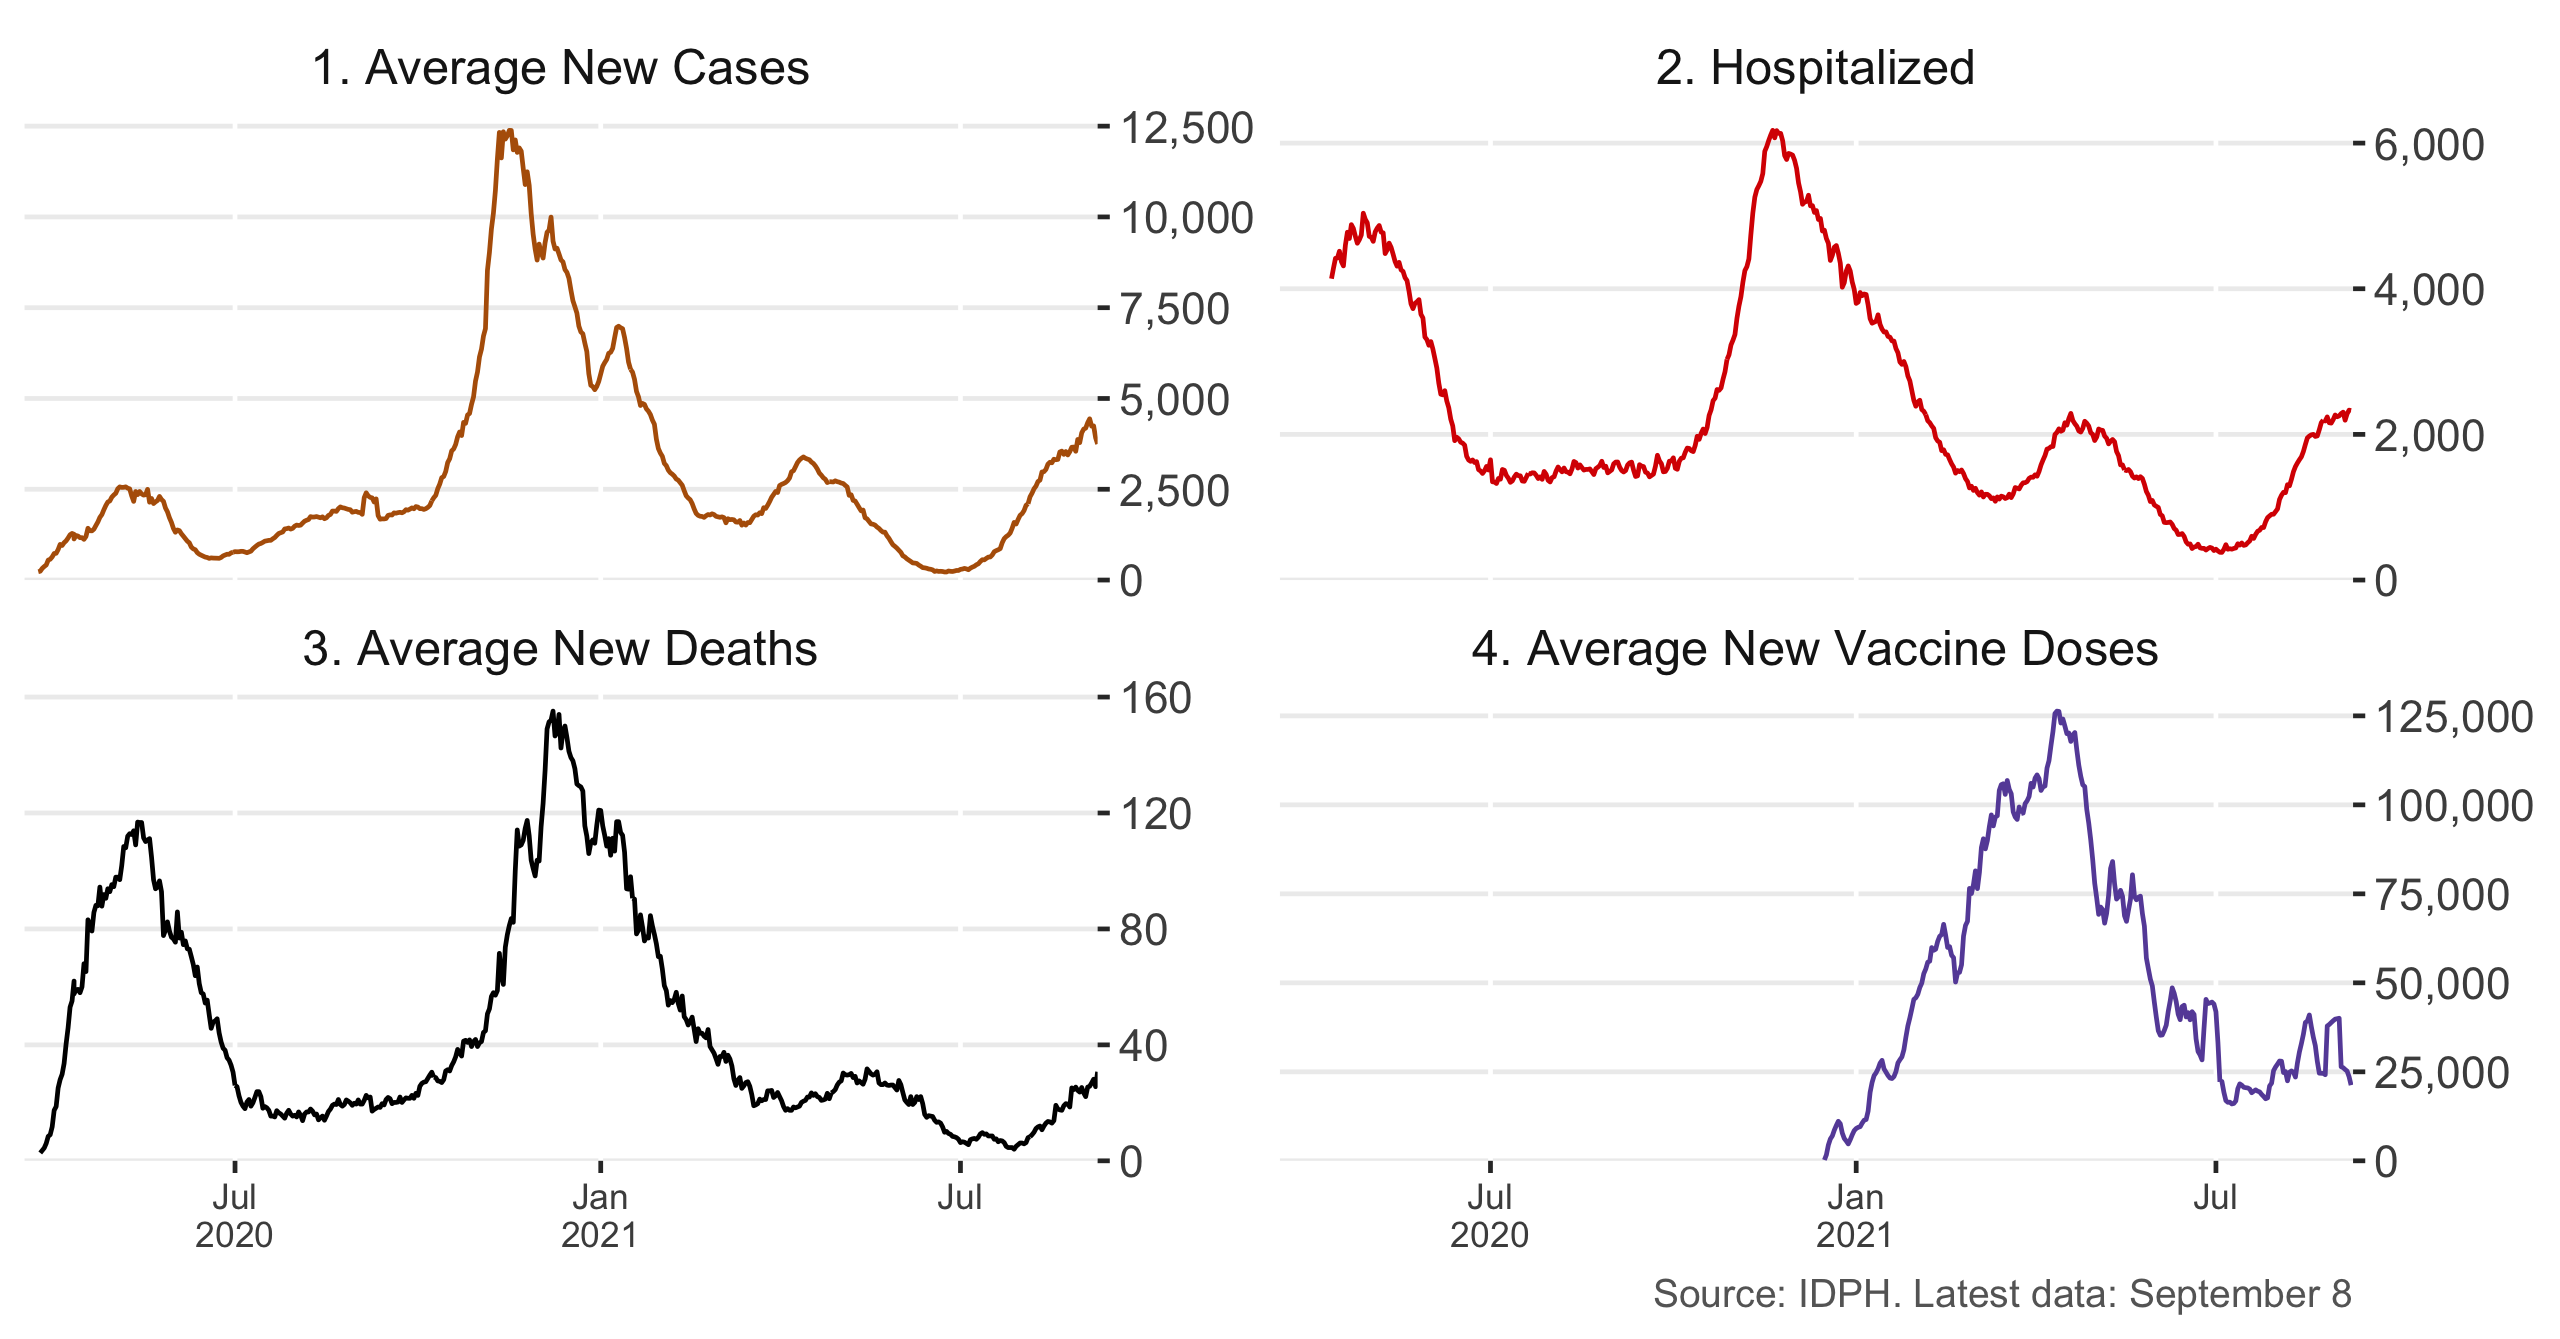 1. Average New Cases
12,500
10,000
7,500
5,000
2,500
0
2. Hospitalized
6,000
4,000
2,000
0
3. Average New Deaths
160
120
80
40
0
Jul
2020
Jan
2021
Jul
4. Average New Vaccine Doses
125,000
100,000
75,000
50,000
25,000
0
Jul
2020
Jan
2021
Jul
Source: IDPH. Latest data: September 8